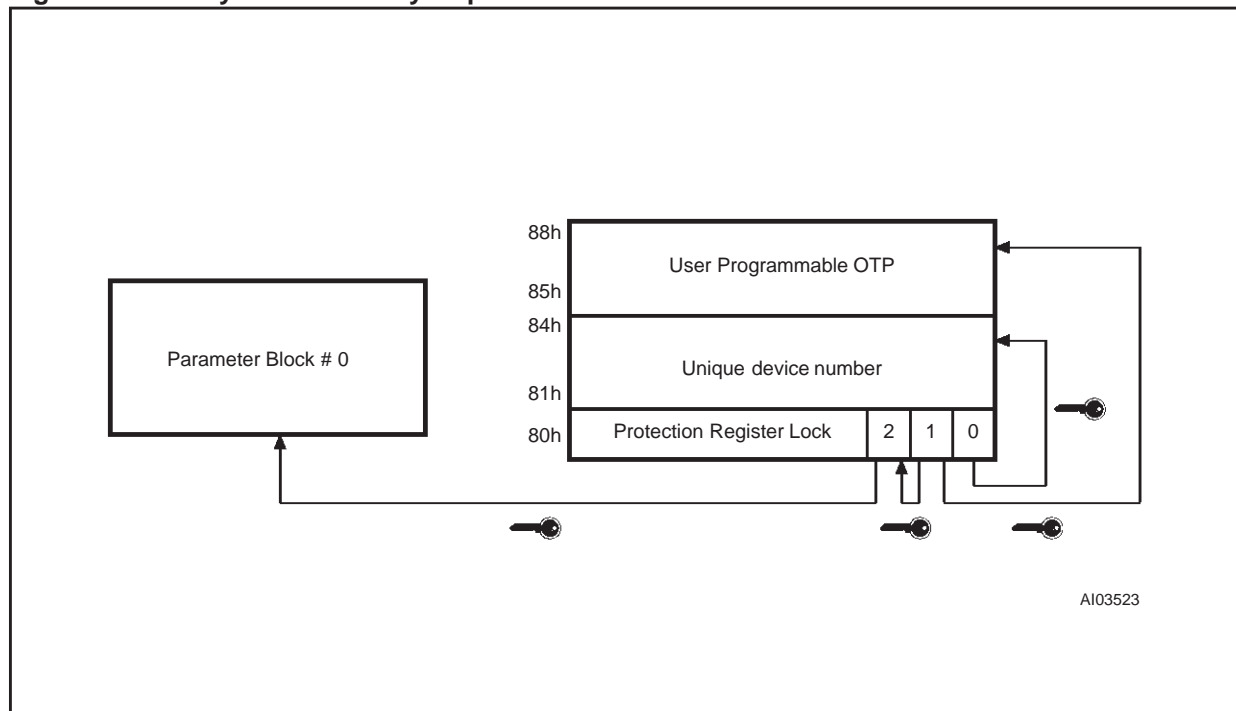 88h
User Programmable OTP
85h
84h
Parameter Block # 0
Unique device number
81h
80h
Protection Register Lock 2 1 0
AI03523